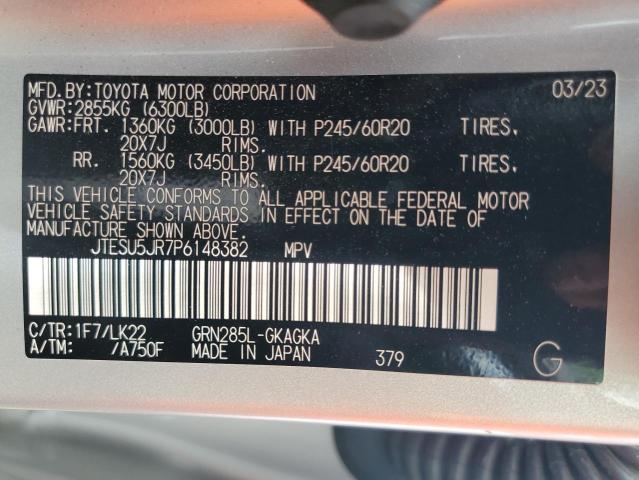 MFD.BY:TOYOTA MOTOR CORPORATION 03/23
GVWR:2855KG (6300LB)
GAWR:FRT. 1360KG (3000LB) WITH P245/60R20 TIRES,
20X7J RIMS.
RR. 1560KG (3450LB) WITH P245/60R20 TIRES,
20X7J RIMS.
THIS VEHICLE CONFORMS TO ALL APPLICABLE FEDERAL MOTOR
VEHICLE SAFETY STANDARDS IN EFFECT ON THE DATE OF
MANUFACTURE SHOWN ABOVE.
JTESU5JR7P6148382 MPV
C/TR:1F7/LK22 GRN285L-GKAGKA
A/TM: /A750F MADE IN JAPAN 379 G